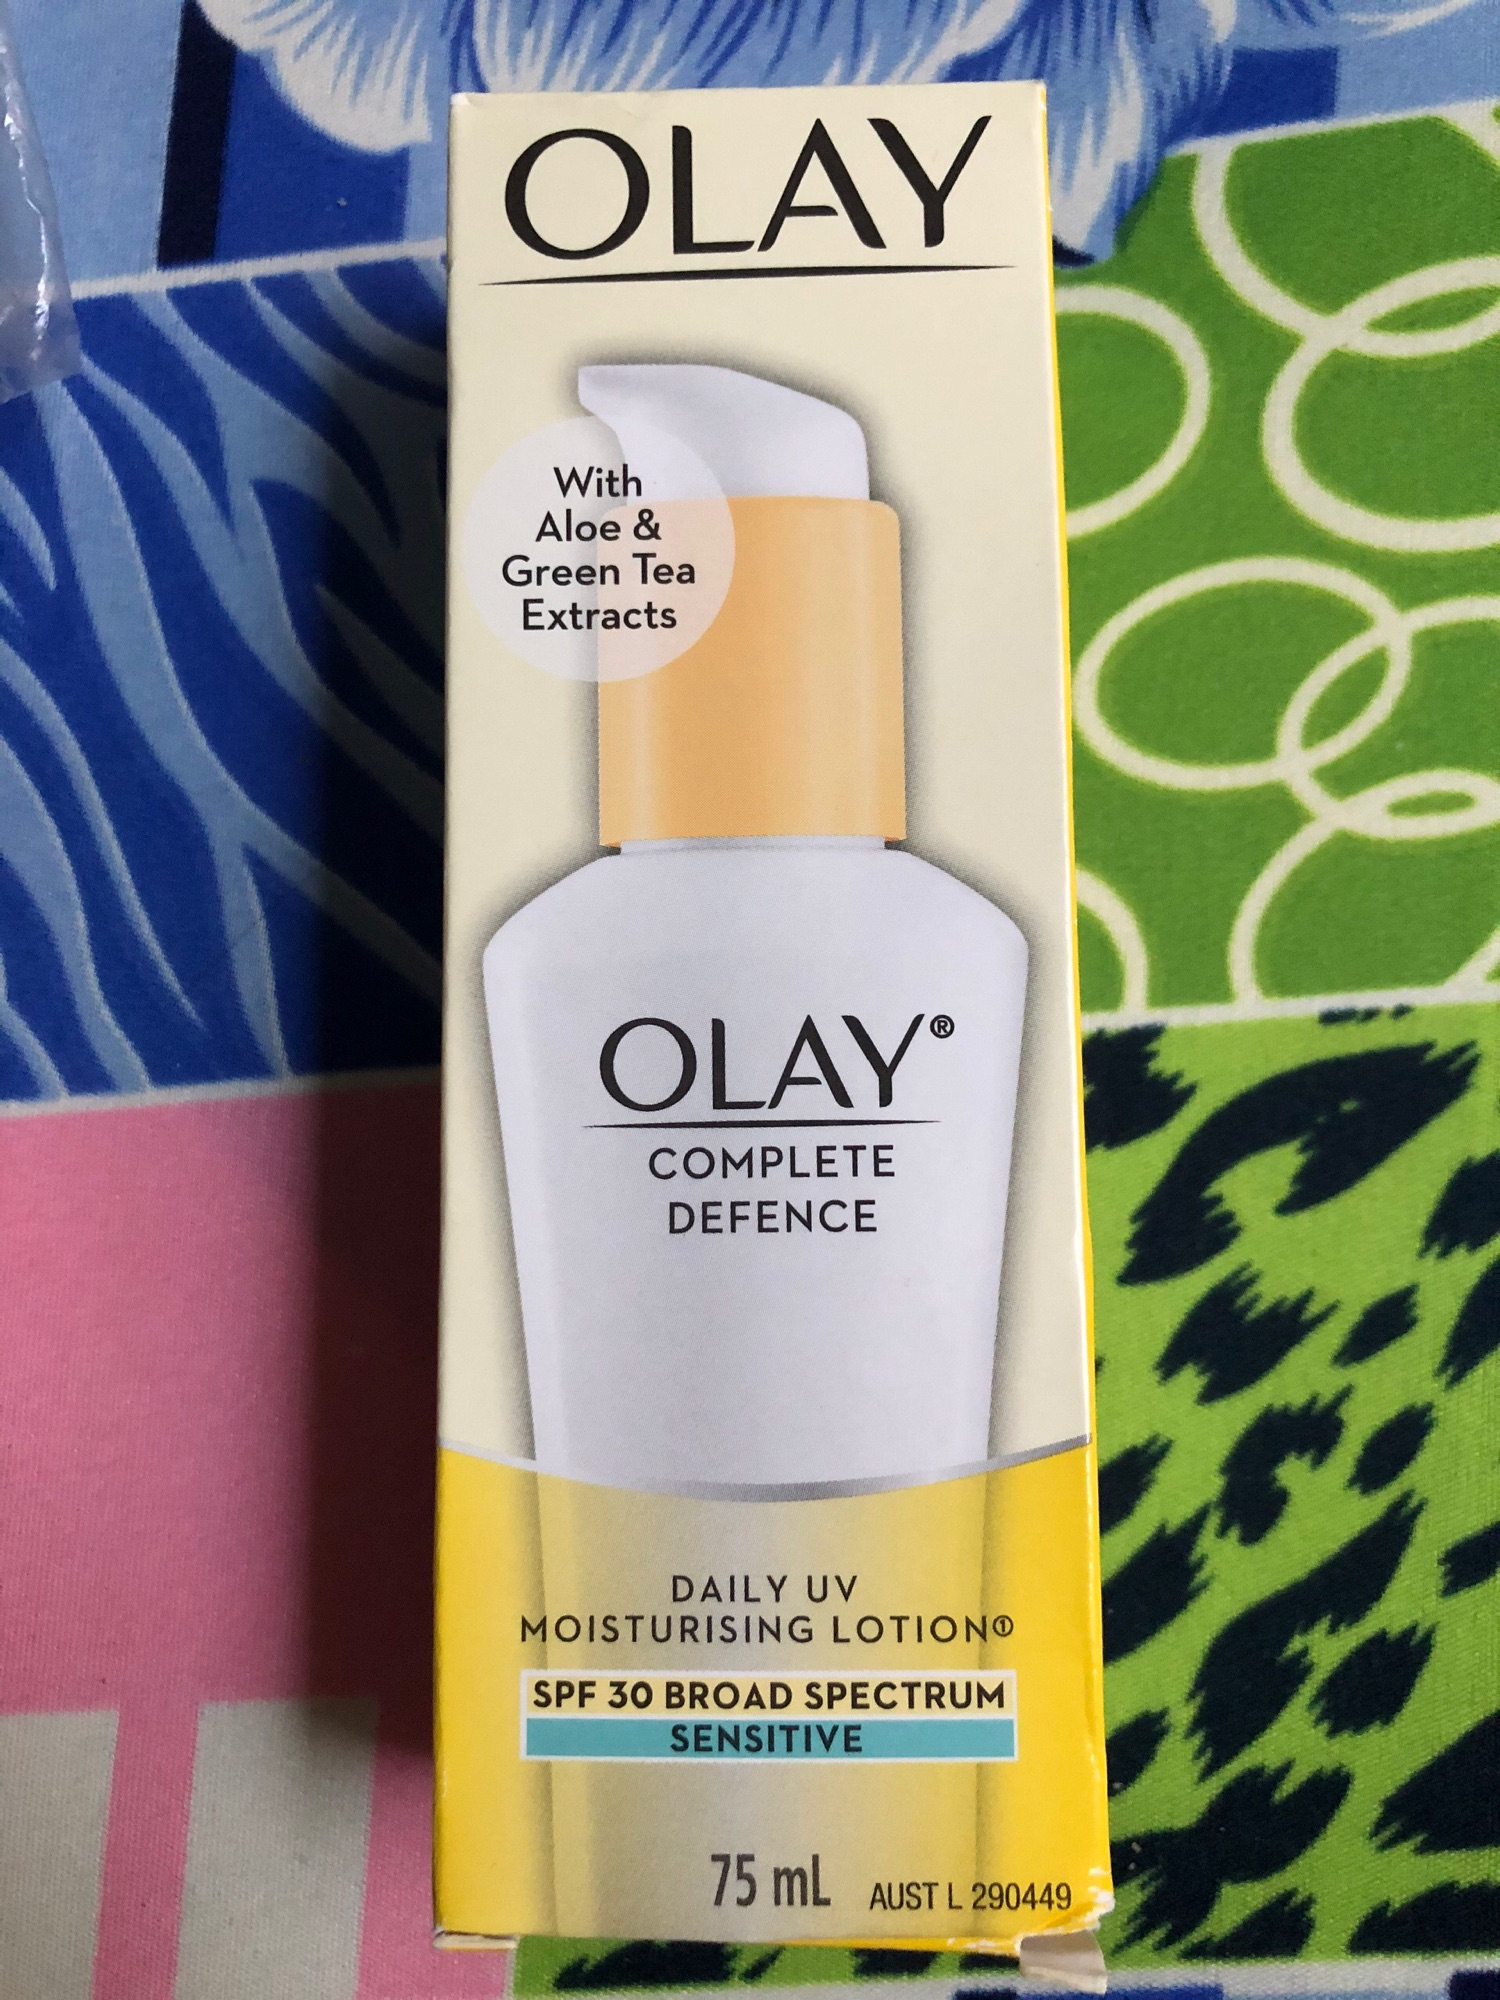 OLAY
With
Aloe &
Green Tea
Extracts
OLAY®
COMPLETE
DEFENCE
DAILY UV
MOISTURISING LOTION①
SPF 30 BROAD SPECTRUM
SENSITIVE
75 mL AUST L 290449